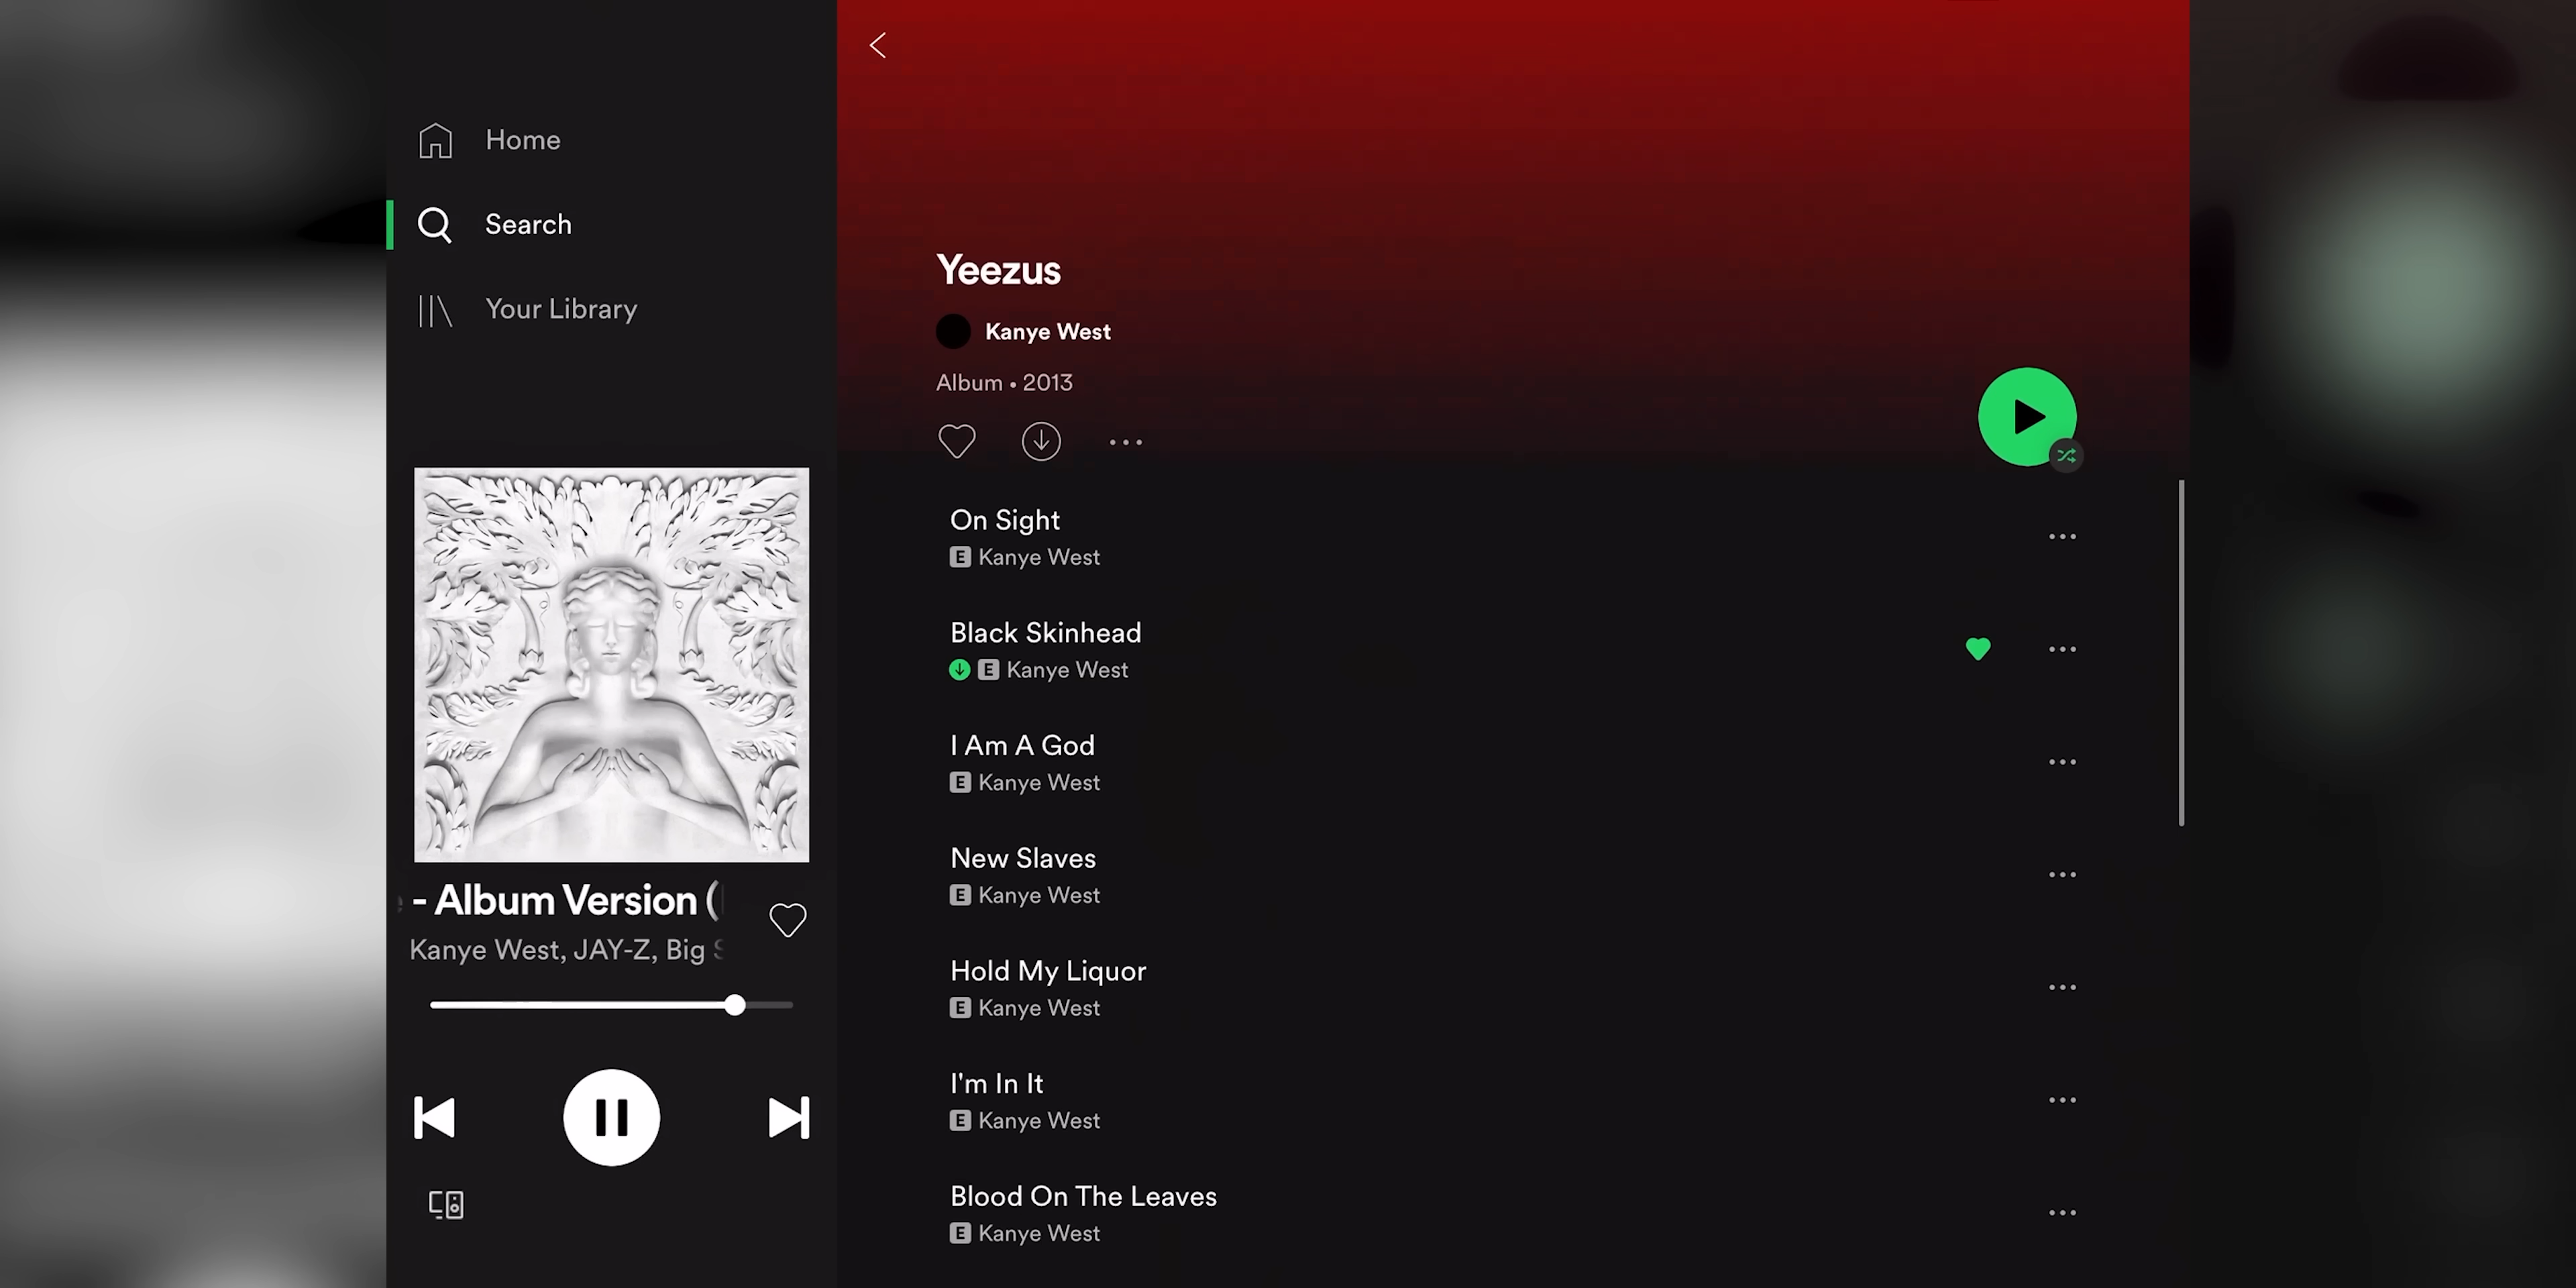 Home
Search
Your Library
- Album Version (
Kanye West, JAY-Z, Big
Yeezus
Kanye West
Album • 2013
On Sight
E Kanye West
Black Skinhead
E Kanye West
I Am A God
E Kanye West
New Slaves
E Kanye West
Hold My Liquor
E Kanye West
I'm In It
E Kanye West
Blood On The Leaves
E Kanye West